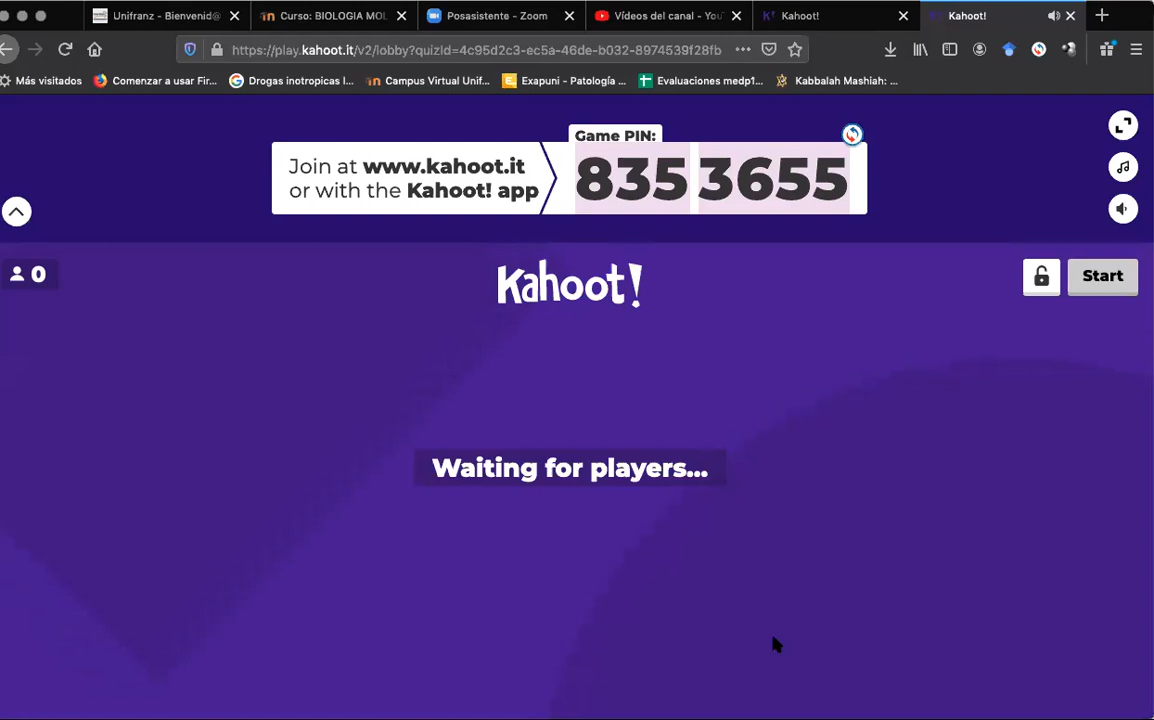 Unifranz - Bienvenid@
Curso: BIOLOGIA MOL
Posasistente - Zoom
Vídeos del canal - You
Kahoot!
Kahoot!
https://play.kahoot.it/v2/lobby?quizId=4c95d2c3-ec5a-46de-b032-8974539f28fb
Más visitados
Comenzar a usar Fir...
Drogas inotropicas l...
Campus Virtual Unif...
Exapuni - Patología ...
Evaluaciones medp1...
Kabbalah Mashiah: ...
Join at www.kahoot.it
or with the Kahoot! app
Game PIN:
835 3655
0
Kahoot!
Start
Waiting for players...